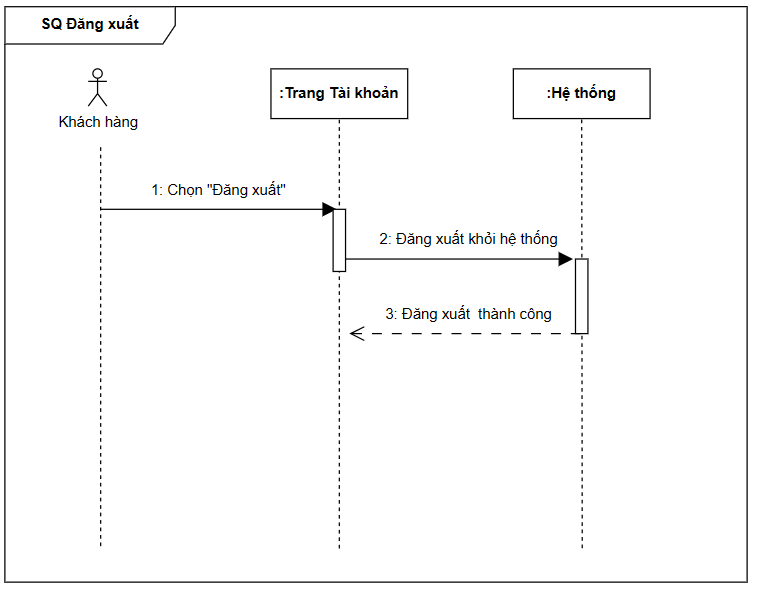 SQ Đăng xuất
Khách hàng
:Trang Tài khoản
:Hệ thống
1: Chọn "Đăng xuất"
2: Đăng xuất khỏi hệ thống
3: Đăng xuất  thành công